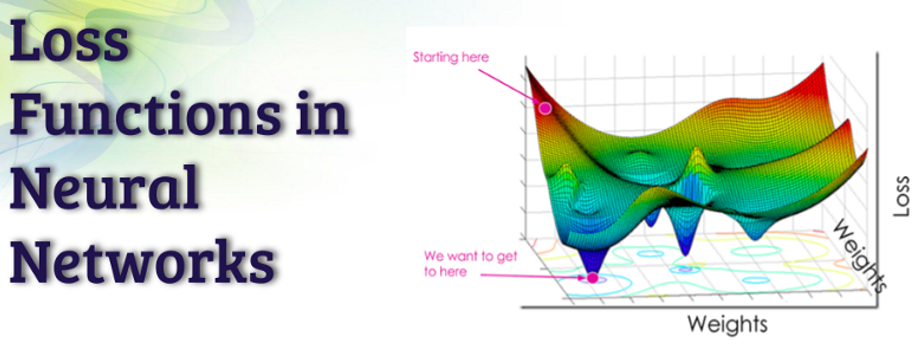 Loss
Functions in
Neural
Networks
Starting here
We want to get
to here
Loss
Weights
Weights